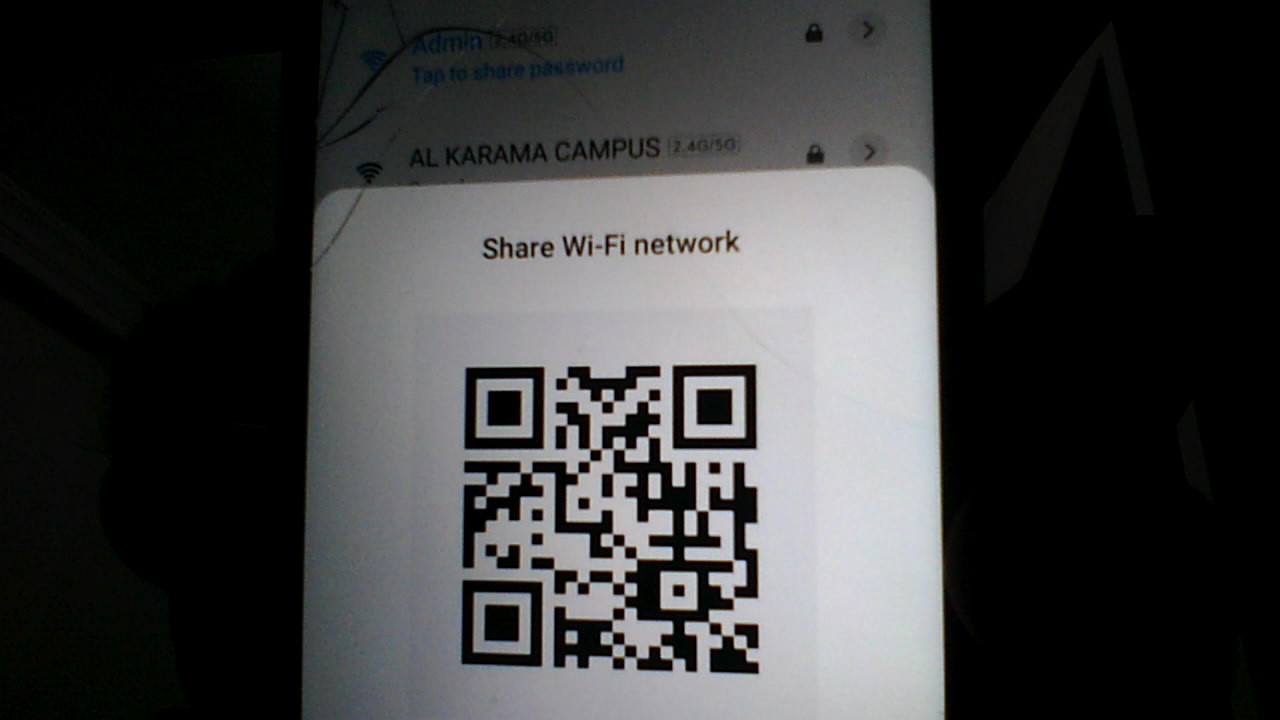 Admin 2.4G/5G
Tap to share password
AL KARAMA CAMPUS 2.4G/5G
Share Wi-Fi network